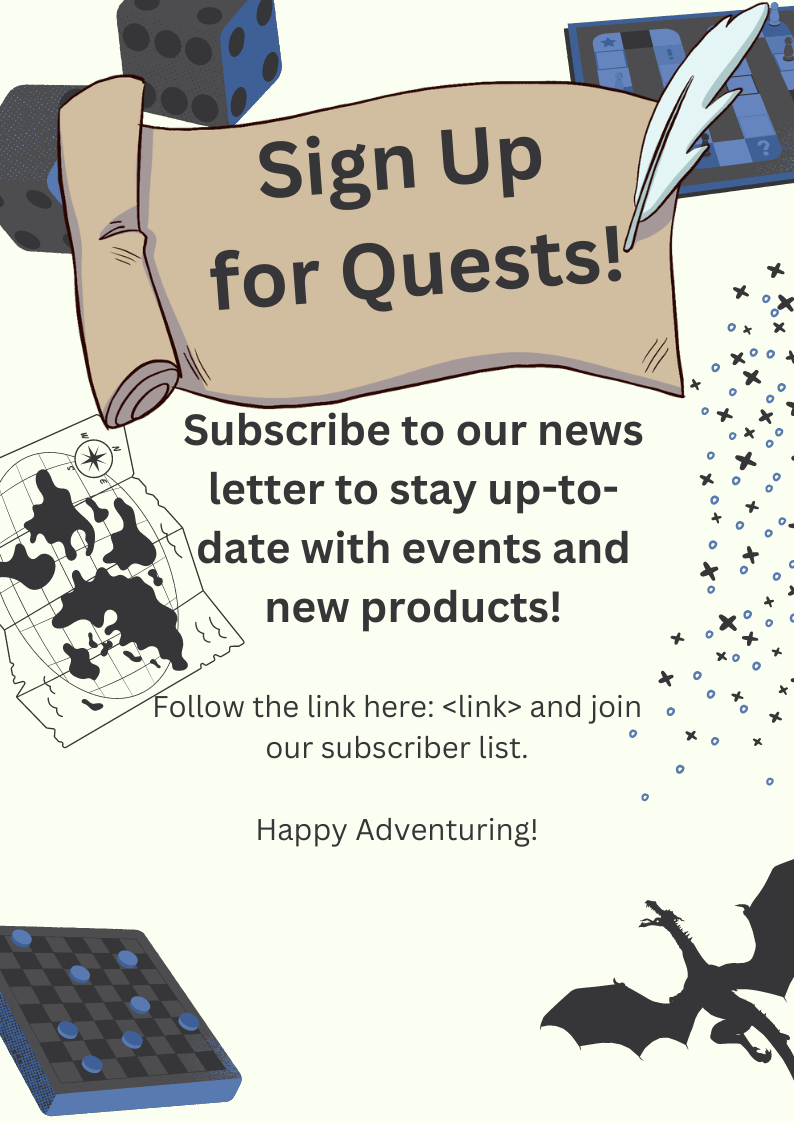 Sign Up
for Quests!
Subscribe to our news
letter to stay up-to-
date with events and
new products!
Follow the link here: <link> and join
our subscriber list.
Happy Adventuring!
?
N
W
S
E